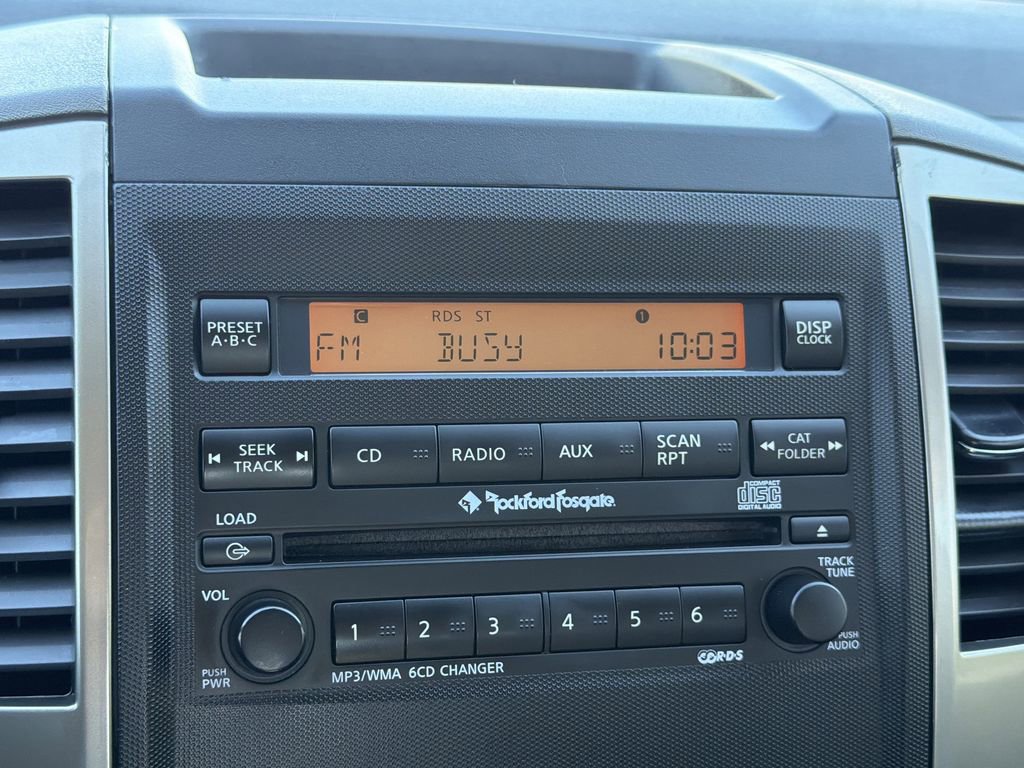 PRESET
A·B·C
C RDS ST 1
FM BUSY 10:03
DISP
CLOCK
SEEK
TRACK
CD
RADIO
AUX
SCAN
RPT
CAT
FOLDER
Rockford Fosgate
COMPACT
disc
DIGITAL AUDIO
LOAD
VOL
TRACK
TUNE
1 2 3 4 5 6
PUSH
PWR
PUSH
AUDIO
MP3/WMA 6CD CHANGER
RDS